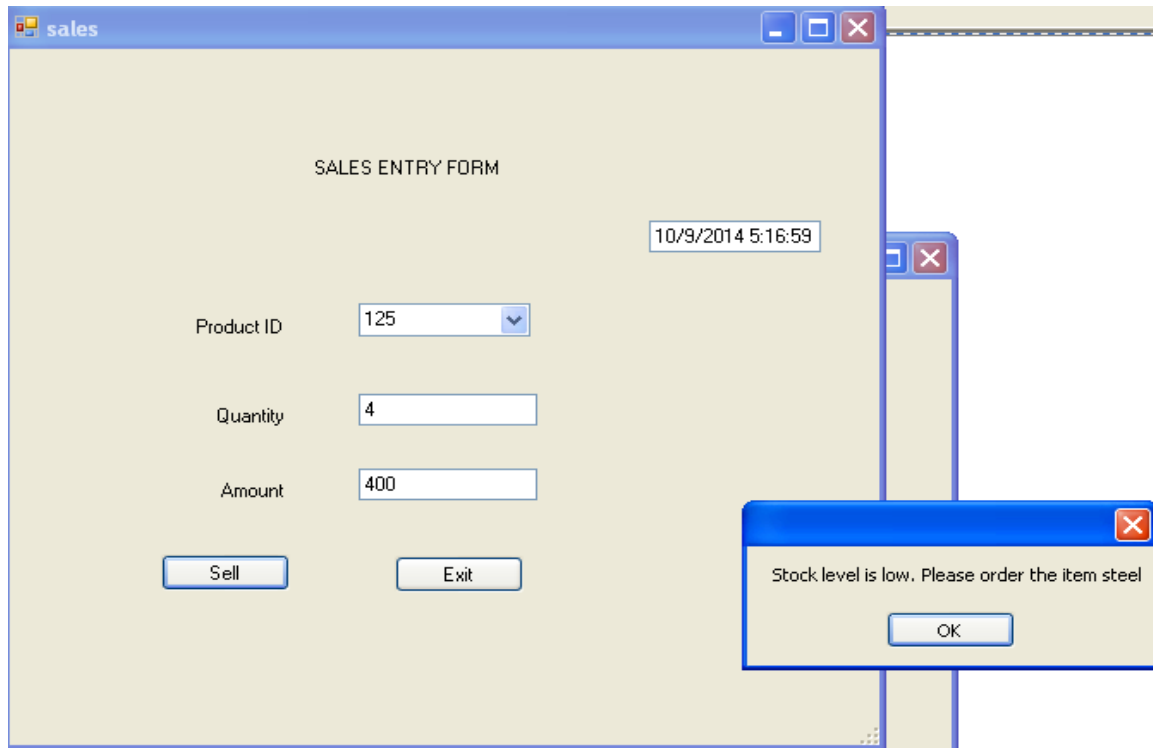 sales
SALES ENTRY FORM
10/9/2014 5:16:59
Product ID
125
Quantity
4
Amount
400
Sell
Exit
Stock level is low. Please order the item steel
OK